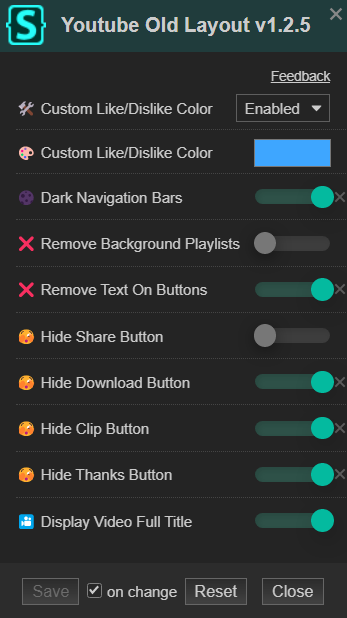 S
Youtube Old Layout v1.2.5
Feedback
Custom Like/Dislike Color Enabled
Custom Like/Dislike Color
Dark Navigation Bars
Remove Background Playlists
Remove Text On Buttons
Hide Share Button
Hide Download Button
Hide Clip Button
Hide Thanks Button
Display Video Full Title
Save on change Reset Close